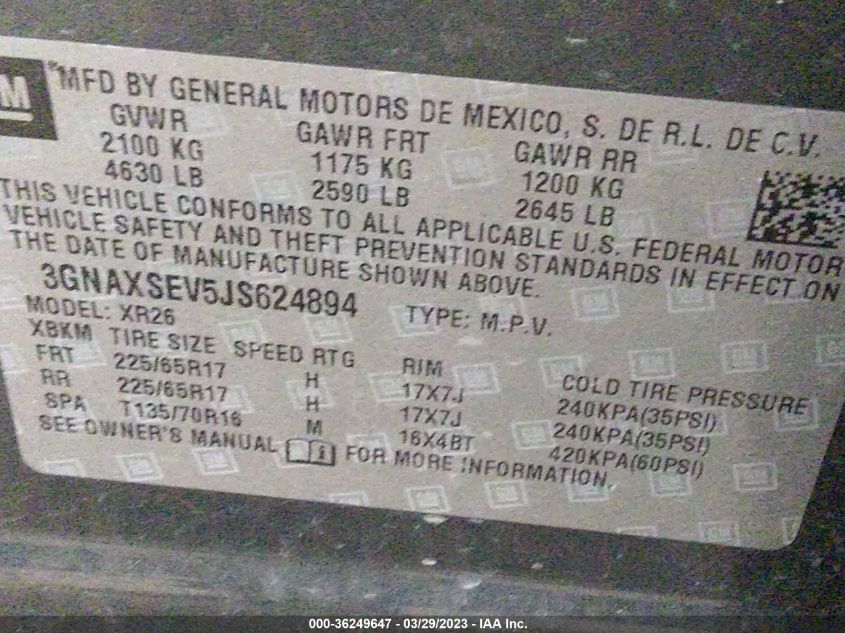 GM
*MFD BY GENERAL MOTORS DE MEXICO, S. DE R.L. DE C.V.
GVWR GAWR FRT GAWR RR
2100 KG 1175 KG 1200 KG
4630 LB 2590 LB 2645 LB
THIS VEHICLE CONFORMS TO ALL APPLICABLE U.S. FEDERAL MOTOR
VEHICLE SAFETY AND THEFT PREVENTION STANDARDS IN EFFECT ON
THE DATE OF MANUFACTURE SHOWN ABOVE.
3GNAXSEV5JS624894 TYPE: M.P.V.
MODEL: XR26
XBKM TIRE SIZE SPEED RTG RIM COLD TIRE PRESSURE
FRT 225/65R17 H 17X7J 240KPA(35PSI)
RR 225/65R17 H 17X7J 240KPA(35PSI)
SPA T135/70R16 M 16X4BT 420KPA(60PSI)
SEE OWNER'S MANUAL i FOR MORE INFORMATION.
000-36249647 — 03/29/2023 — IAA Inc.